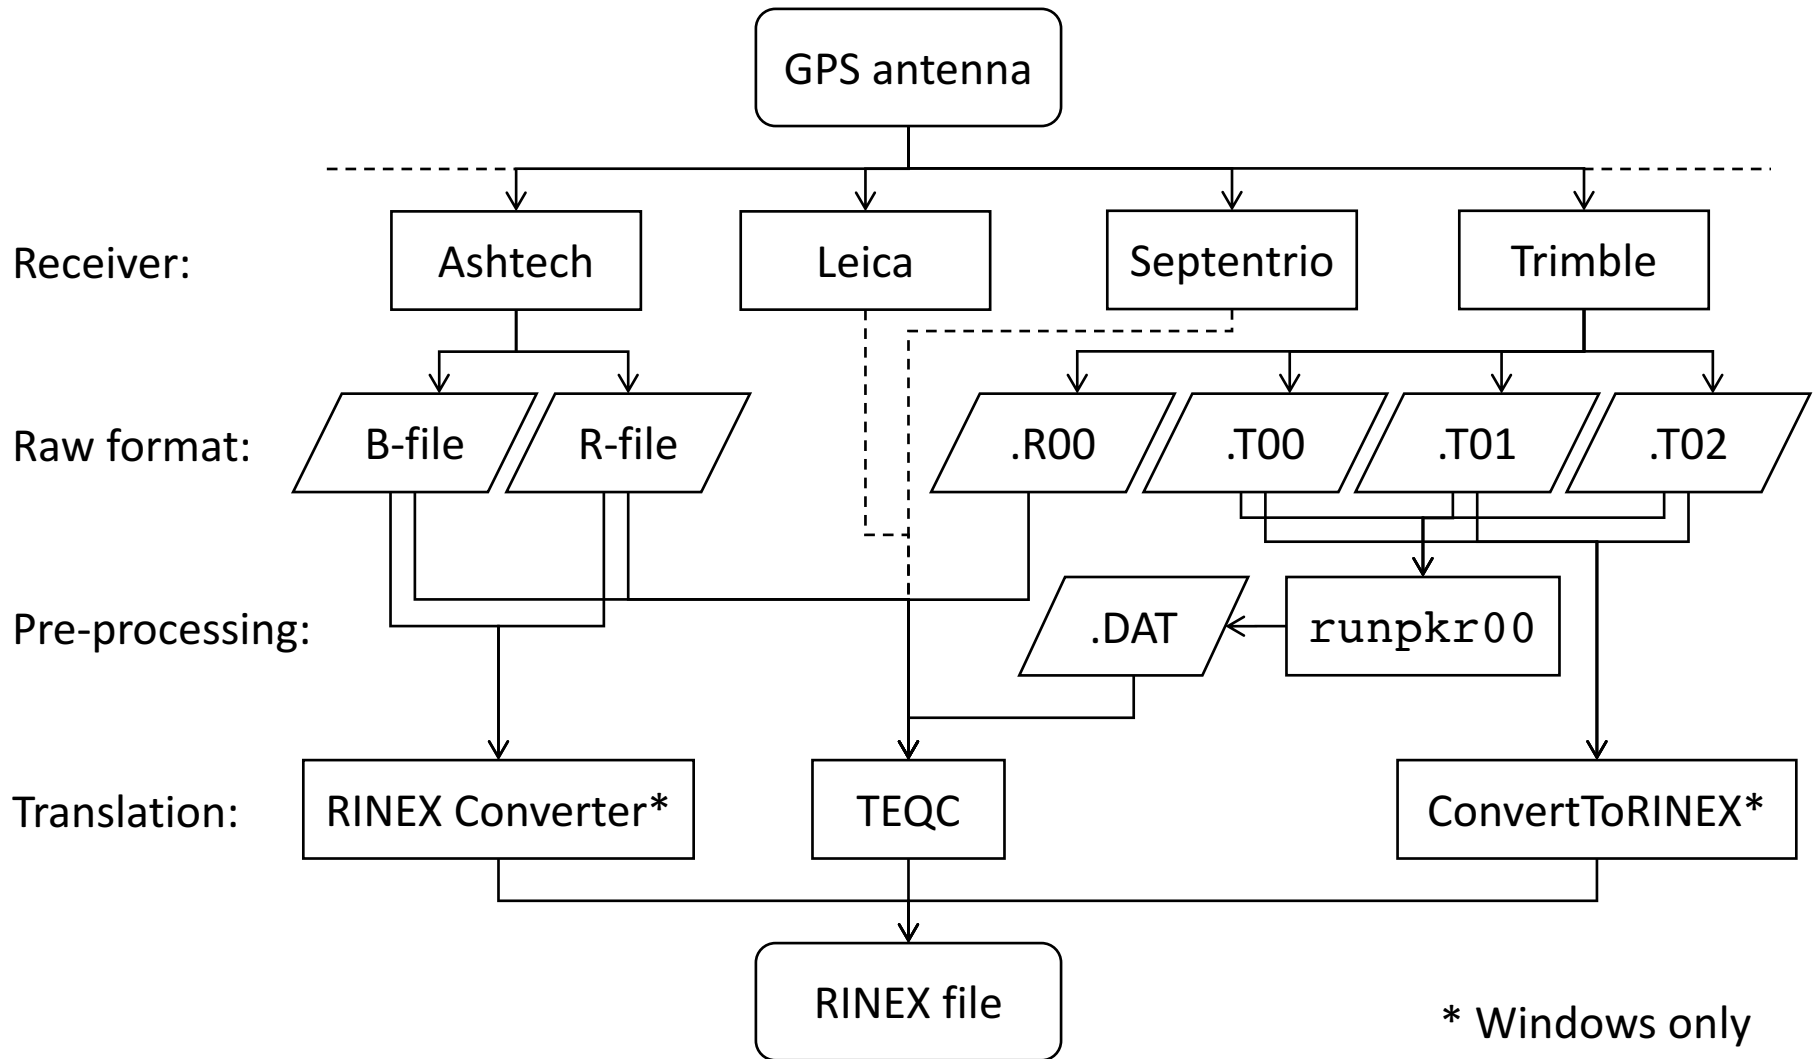 GPS antenna
Receiver:
Ashtech
Leica
Septentrio
Trimble
Raw format:
B-file
R-file
.R00
.T00
.T01
.T02
Pre-processing:
.DAT
runpkr00
Translation:
RINEX Converter*
TEQC
ConvertToRINEX*
RINEX file
* Windows only